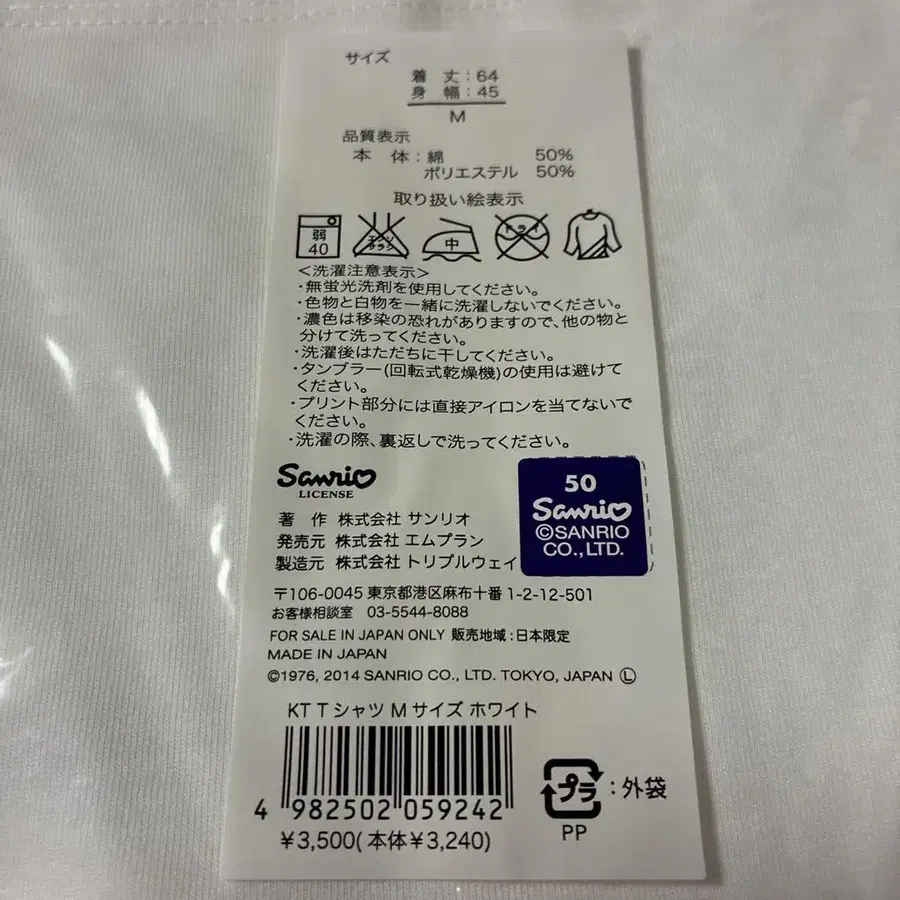 サイズ
着 丈:64
身 幅:45
M
品質表示
本 体:綿 50%
ポリエステル 50%
取り扱い絵表示
弱 40
エンソ サラシ
中
ドライ
<洗濯注意表示>
・無蛍光洗剤を使用してください。
・色物と白物を一緒に洗濯しないでください。
・濃色は移染の恐れがありますので、他の物と
分けて洗ってください。
・洗濯後はただちに干してください。
・タンブラー(回転式乾燥機)の使用は避けて
ください。
・プリント部分には直接アイロンを当てないで
ください。
・洗濯の際、裏返しで洗ってください。
Sanrio
LICENSE
50
Sanrio
©SANRIO
CO.,LTD.
著 作 株式会社 サンリオ
発売元 株式会社 エムプラン
製造元 株式会社 トリプルウェイ
〒106-0045 東京都港区麻布十番1-2-12-501
お客様相談室 03-5544-8088
FOR SALE IN JAPAN ONLY 販売地域:日本限定
MADE IN JAPAN
©1976, 2014 SANRIO CO., LTD. TOKYO, JAPAN Ⓛ
KT Tシャツ Mサイズ ホワイト
4 982502 059242
¥3,500(本体¥3,240)
プラ:外袋
PP